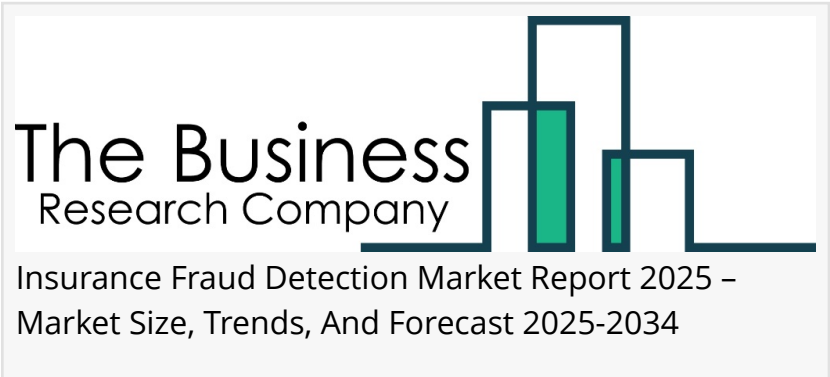 The Business
Research Company
Insurance Fraud Detection Market Report 2025 –
Market Size, Trends, And Forecast 2025-2034